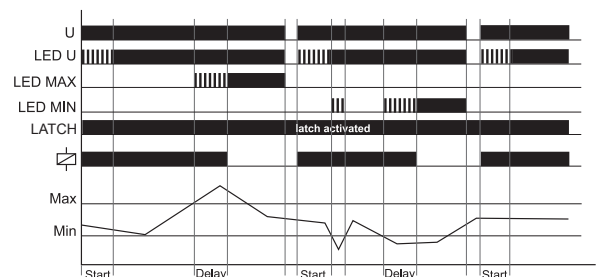 U
LED U
LED MAX
LED MIN
LATCH
latch activated
Max
Min
Start Delay Start Delay Start